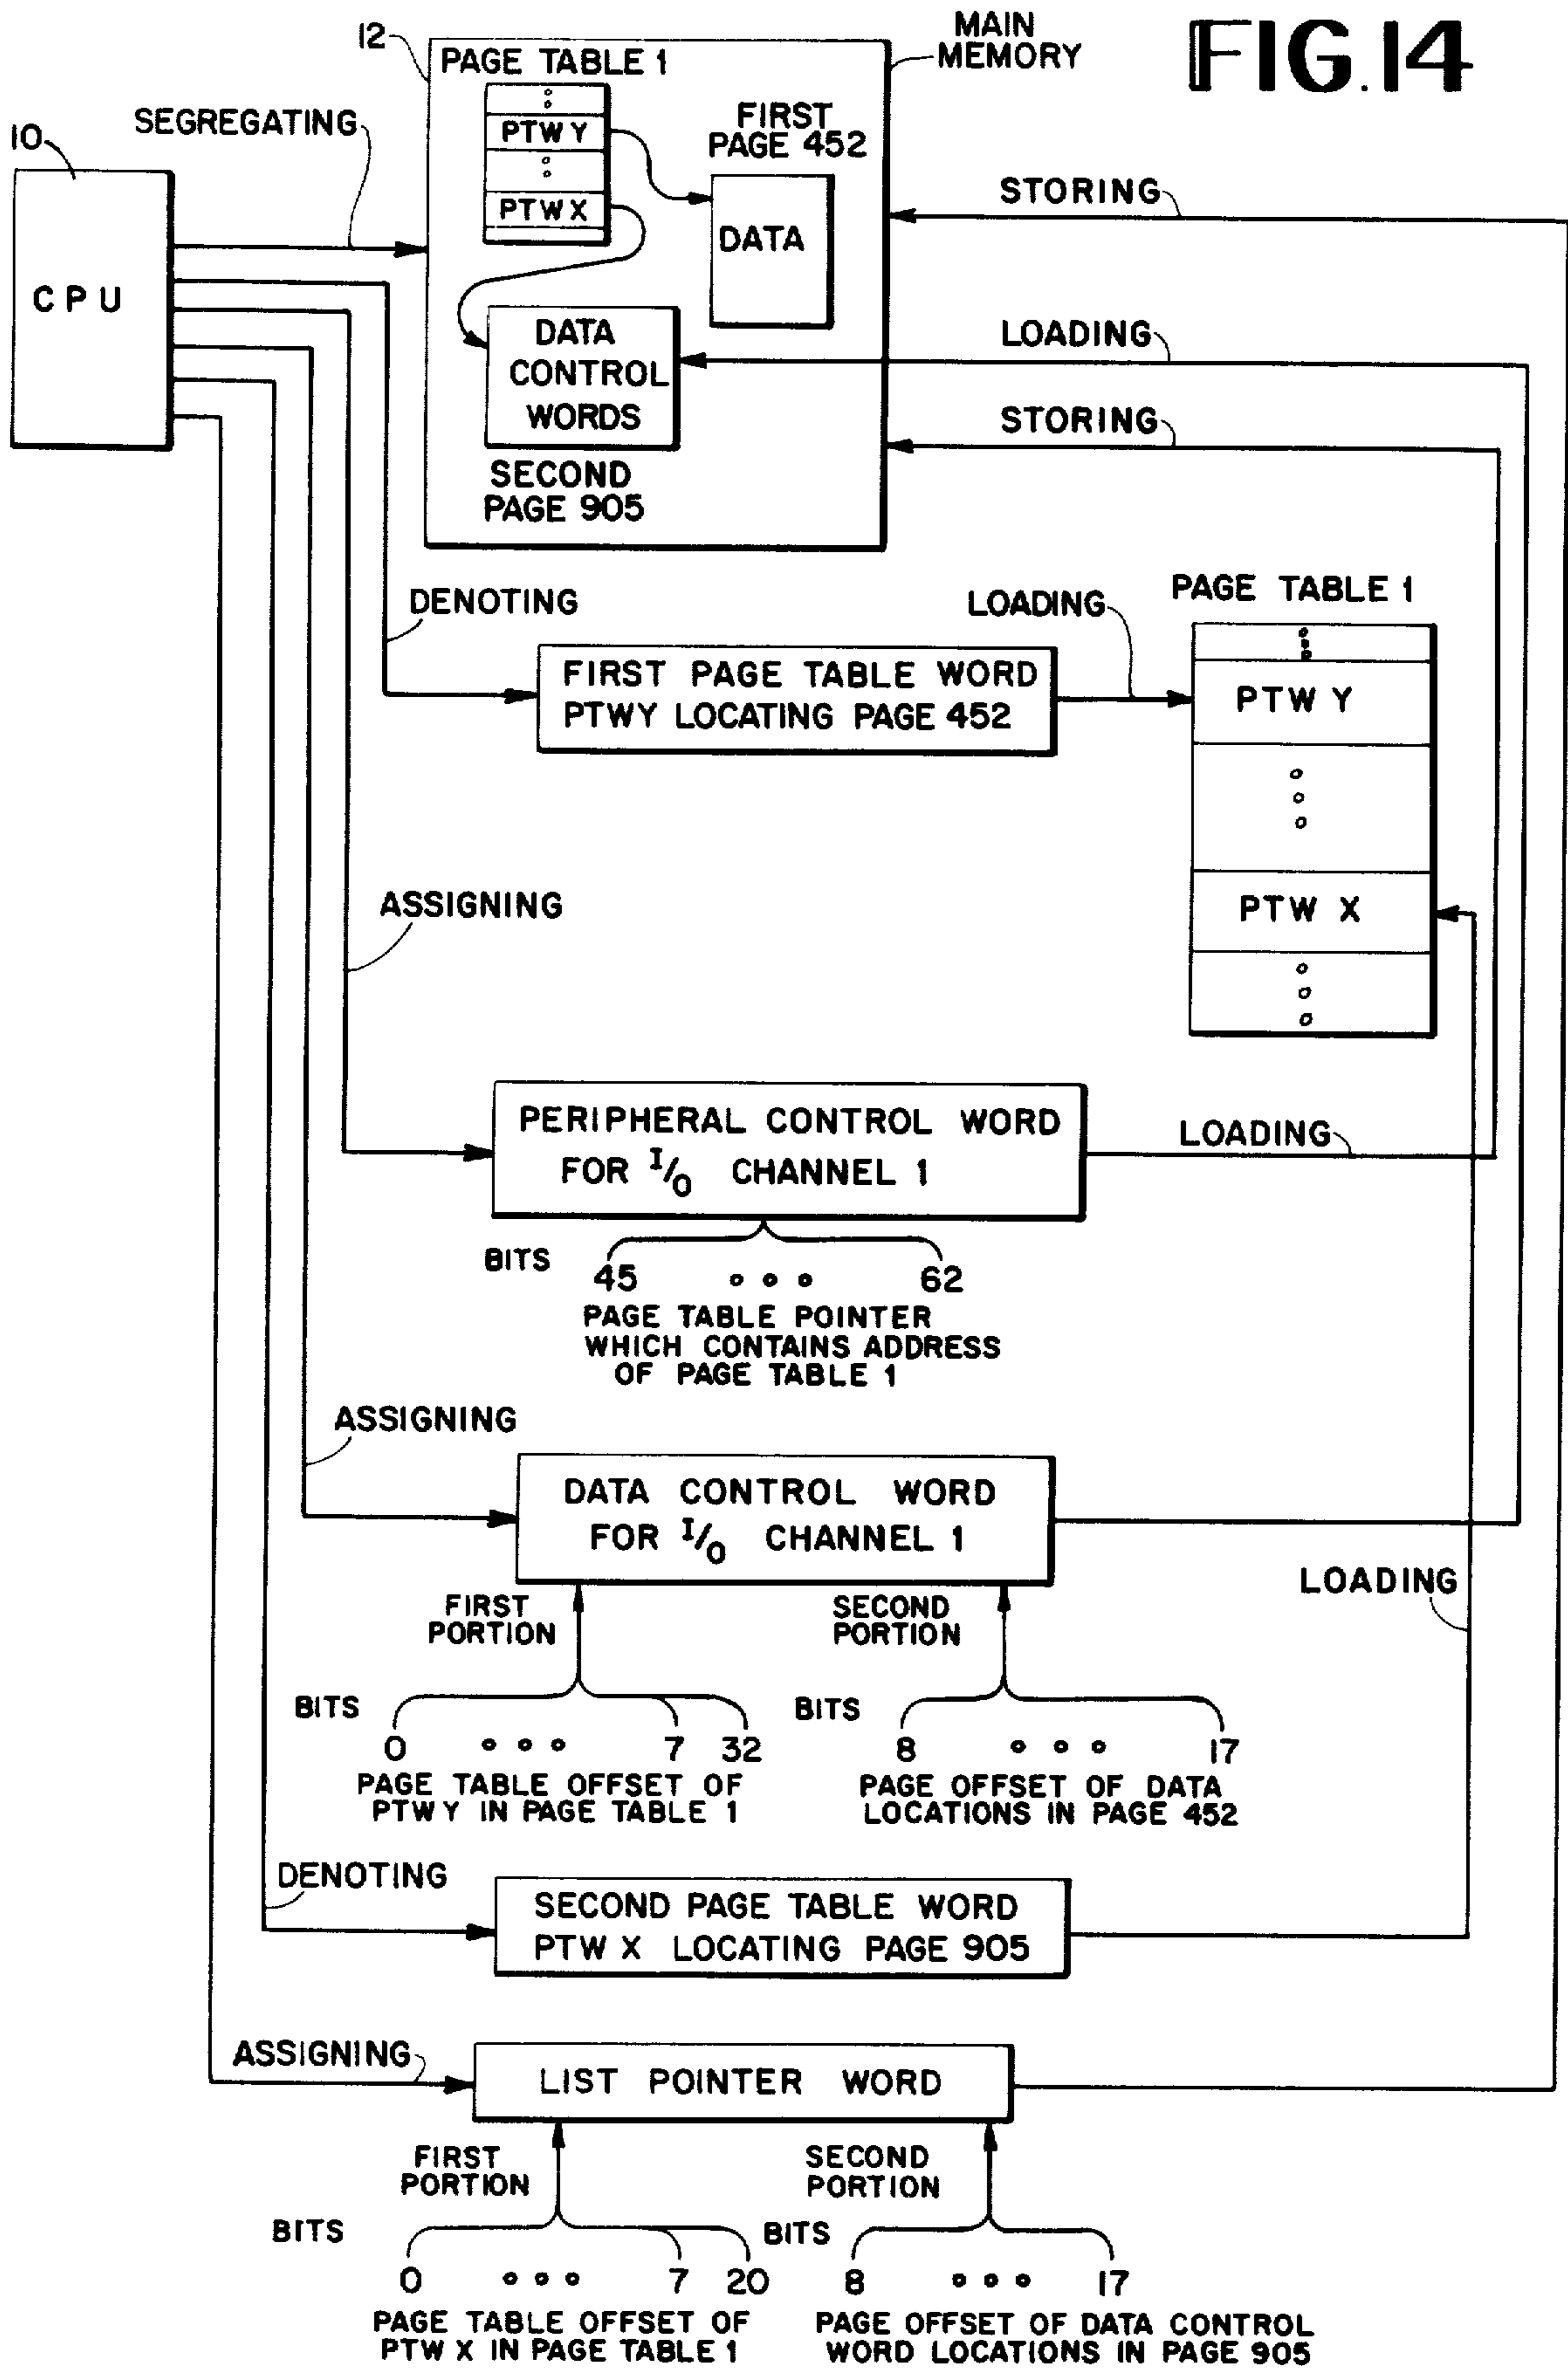 FIG. 14
12
MAIN
MEMORY
PAGE TABLE 1
SEGREGATING
FIRST
PAGE 452
10
PTW Y
PTW X
DATA
STORING
CPU
DATA
CONTROL
WORDS
LOADING
STORING
SECOND
PAGE 905
DENOTING
LOADING
PAGE TABLE 1
FIRST PAGE TABLE WORD
PTWY LOCATING PAGE 452
PTW Y
PTW X
ASSIGNING
PERIPHERAL CONTROL WORD
FOR I/O CHANNEL 1
LOADING
BITS
45 62
PAGE TABLE POINTER
WHICH CONTAINS ADDRESS
OF PAGE TABLE 1
ASSIGNING
DATA CONTROL WORD
FOR I/O CHANNEL 1
LOADING
FIRST
PORTION
SECOND
PORTION
BITS
0 7 32
PAGE TABLE OFFSET OF
PTWY IN PAGE TABLE 1
BITS
8 17
PAGE OFFSET OF DATA
LOCATIONS IN PAGE 452
DENOTING
SECOND PAGE TABLE WORD
PTW X LOCATING PAGE 905
ASSIGNING
LIST POINTER WORD
FIRST
PORTION
SECOND
PORTION
BITS
0 7 20
PAGE TABLE OFFSET OF
PTW X IN PAGE TABLE 1
BITS
8 17
PAGE OFFSET OF DATA CONTROL
WORD LOCATIONS IN PAGE 905